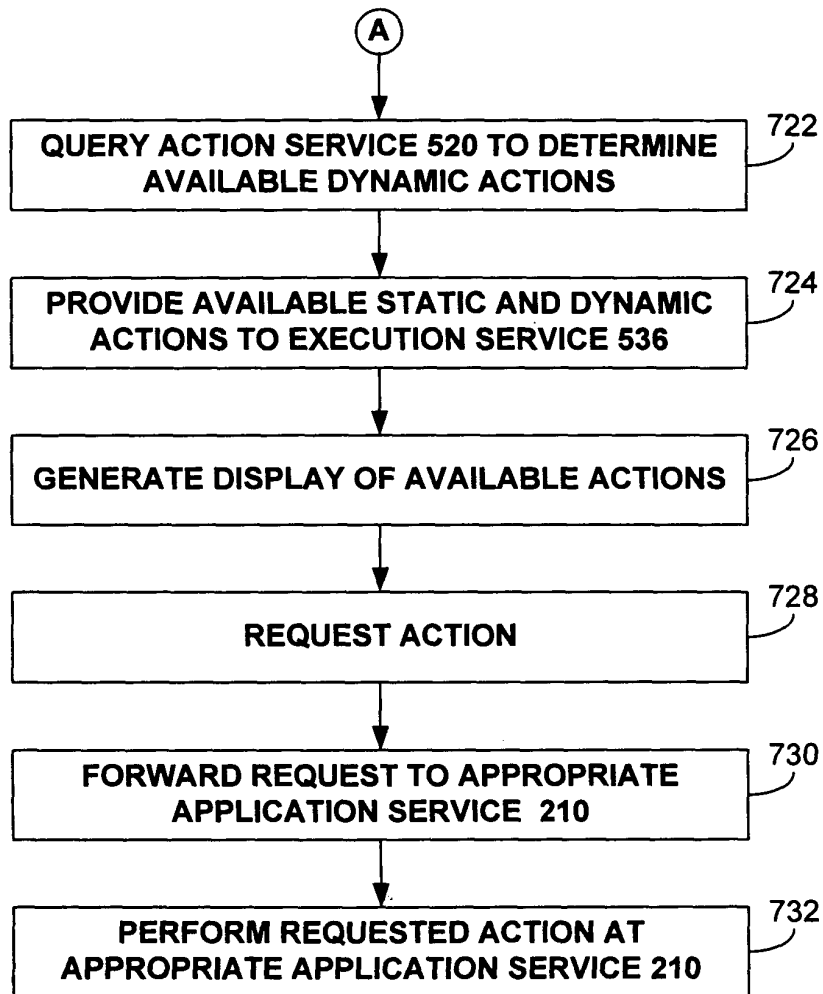 A
722
QUERY ACTION SERVICE 520 TO DETERMINE
AVAILABLE DYNAMIC ACTIONS
724
PROVIDE AVAILABLE STATIC AND DYNAMIC
ACTIONS TO EXECUTION SERVICE 536
726
GENERATE DISPLAY OF AVAILABLE ACTIONS
728
REQUEST ACTION
730
FORWARD REQUEST TO APPROPRIATE
APPLICATION SERVICE 210
732
PERFORM REQUESTED ACTION AT
APPROPRIATE APPLICATION SERVICE 210